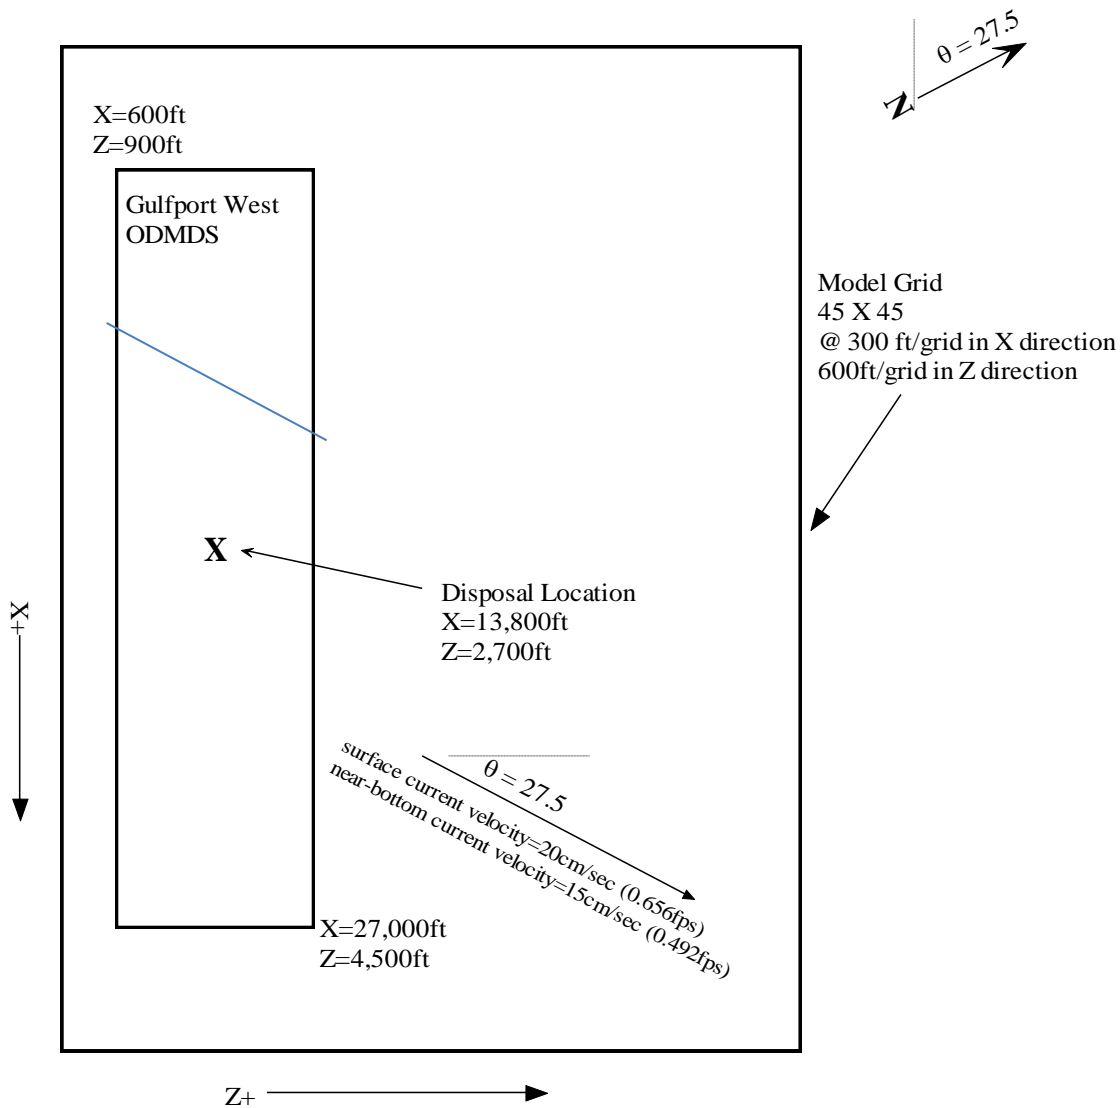 θ = 27.5
N
X=600ft
Z=900ft
Gulfport West
ODMDS
Model Grid
45 X 45
@ 300 ft/grid in X direction
600ft/grid in Z direction
X
Disposal Location
X=13,800ft
Z=2,700ft
+X
θ = 27.5
surface current velocity=20cm/sec (0.656fps)
near-bottom current velocity=15cm/sec (0.492fps)
X=27,000ft
Z=4,500ft
Z+